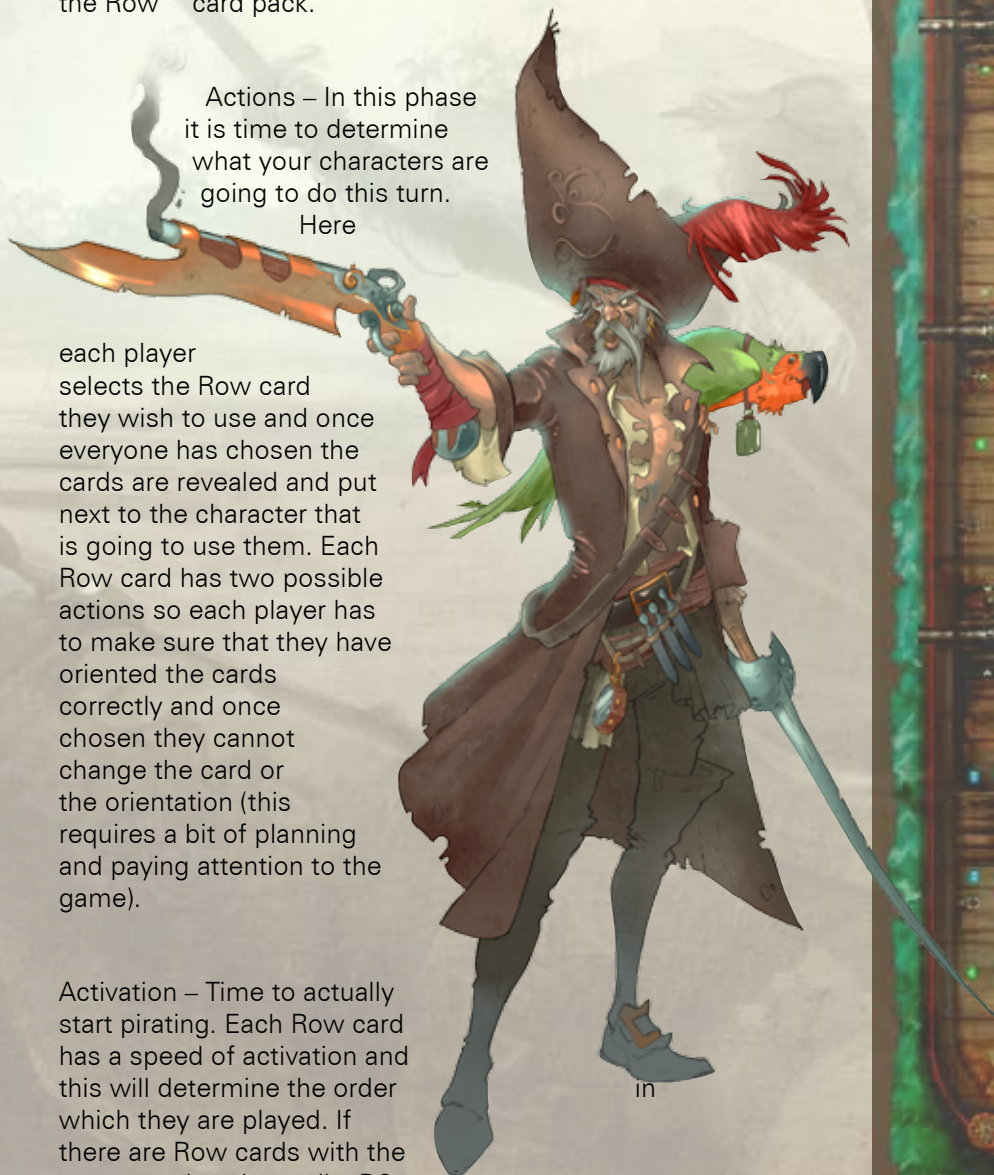 the Row card pack.
Actions – In this phase
it is time to determine
what your characters are
going to do this turn.
Here
each player
selects the Row card
they wish to use and once
everyone has chosen the
cards are revealed and put
next to the character that
is going to use them. Each
Row card has two possible
actions so each player has
to make sure that they have
oriented the cards
correctly and once
chosen they cannot
change the card or
the orientation (this
requires a bit of planning
and paying attention to the
game).
Activation – Time to actually
start pirating. Each Row card
has a speed of activation and
this will determine the order in
which they are played. If
there are Row cards with the